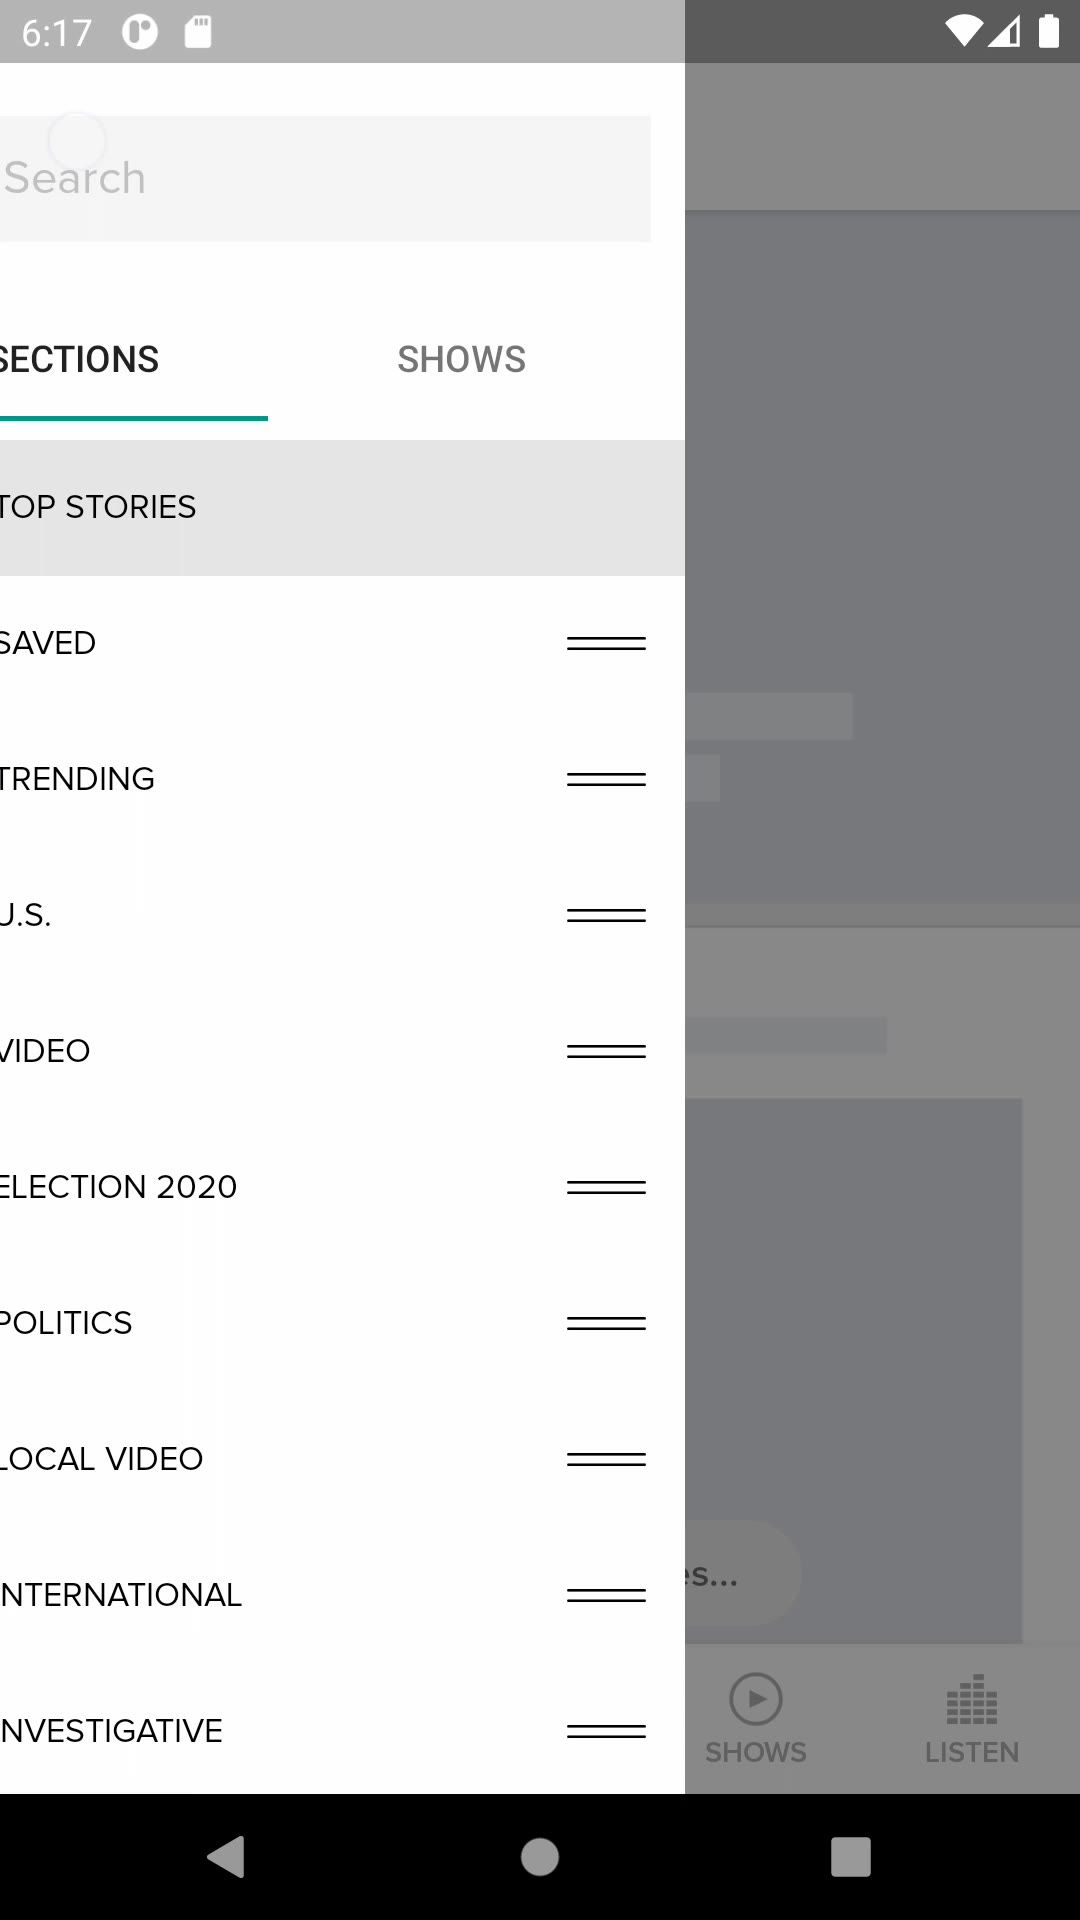 6:17
Search
SECTIONS
SHOWS
TOP STORIES
SAVED
TRENDING
U.S.
VIDEO
ELECTION 2020
POLITICS
LOCAL VIDEO
es...
INTERNATIONAL
INVESTIGATIVE
SHOWS
LISTEN